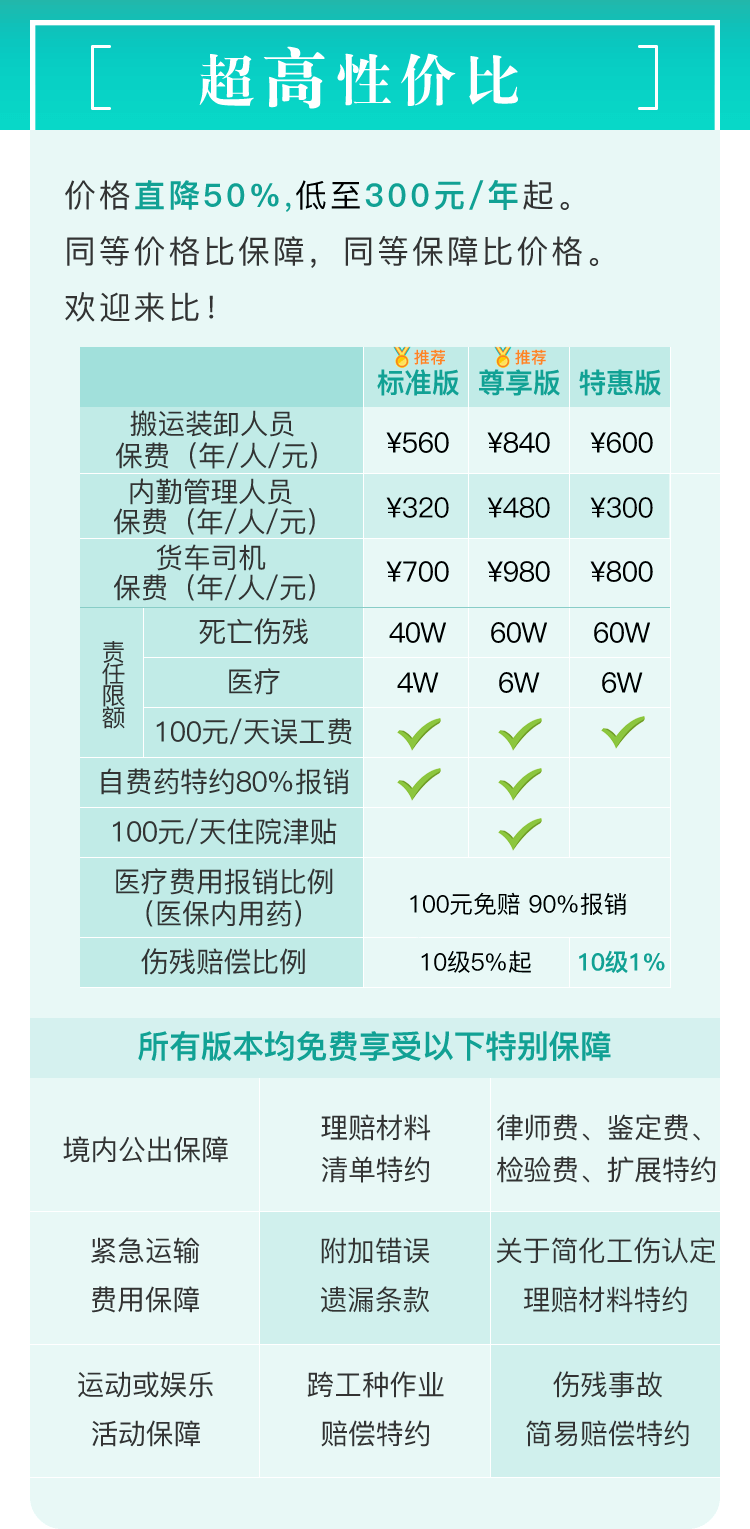 超高性价比
价格直降50%,低至300元/年起。
同等价格比保障，同等保障比价格。
欢迎来比！
推荐 推荐
标准版 尊享版 特惠版
搬运装卸人员
保费（年/人/元） ¥560 ¥840 ¥600
内勤管理人员
保费（年/人/元） ¥320 ¥480 ¥300
货车司机
保费（年/人/元） ¥700 ¥980 ¥800
责任限额
死亡伤残 40W 60W 60W
医疗 4W 6W 6W
100元/天误工费
自费药特约80%报销
100元/天住院津贴
医疗费用报销比例
（医保内用药） 100元免赔 90%报销
伤残赔偿比例 10级5%起 10级1%
所有版本均免费享受以下特别保障
境内公出保障
理赔材料
清单特约
律师费、鉴定费、
检验费、扩展特约
紧急运输
费用保障
附加错误
遗漏条款
关于简化工伤认定
理赔材料特约
运动或娱乐
活动保障
跨工种作业
赔偿特约
伤残事故
简易赔偿特约